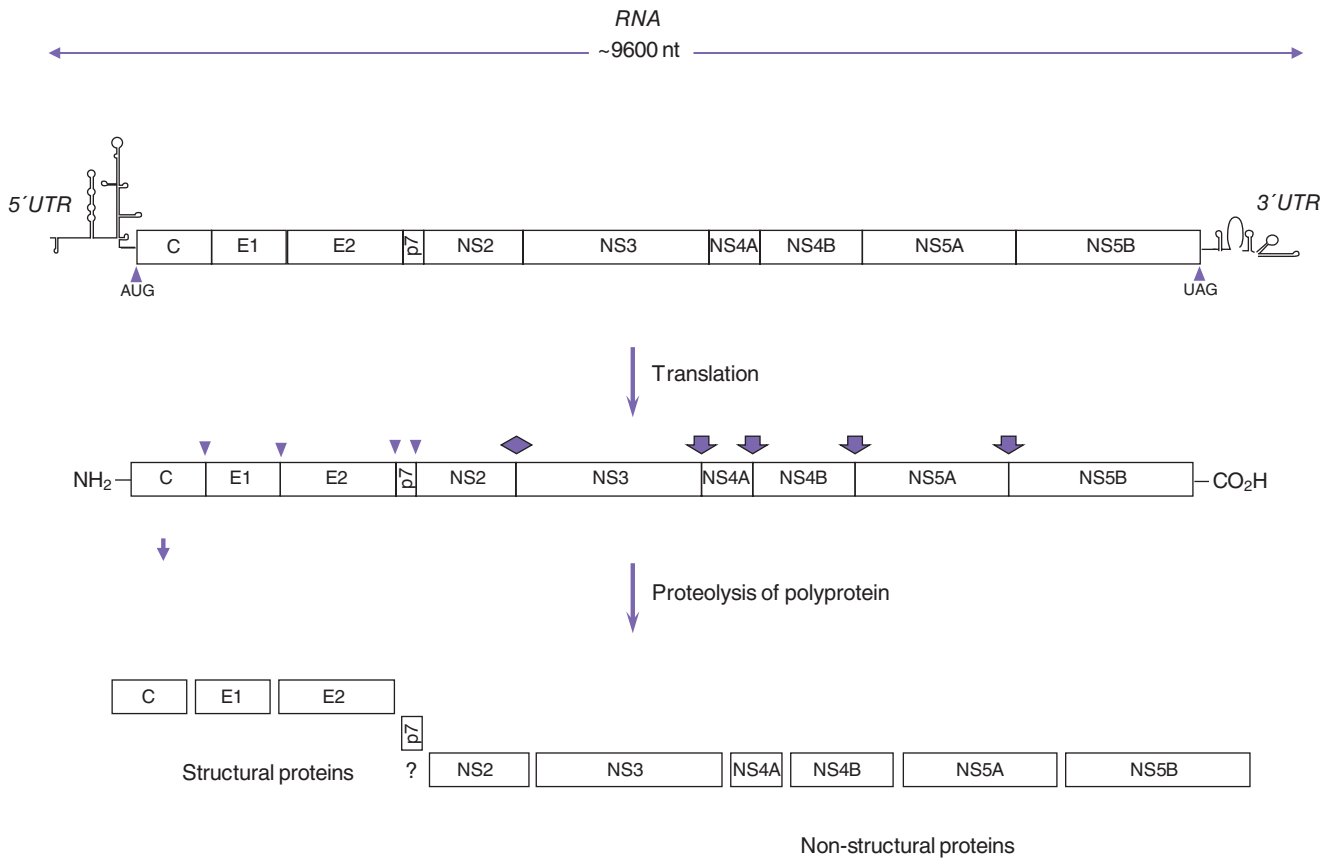 RNA
~9600 nt
5´UTR
3´UTR
C E1 E2 p7 NS2 NS3 NS4A NS4B NS5A NS5B
AUG UAG
Translation
NH₂ C E1 E2 p7 NS2 NS3 NS4A NS4B NS5A NS5B CO₂H
Proteolysis of polyprotein
C E1 E2
p7
Structural proteins ? NS2 NS3 NS4A NS4B NS5A NS5B
Non-structural proteins